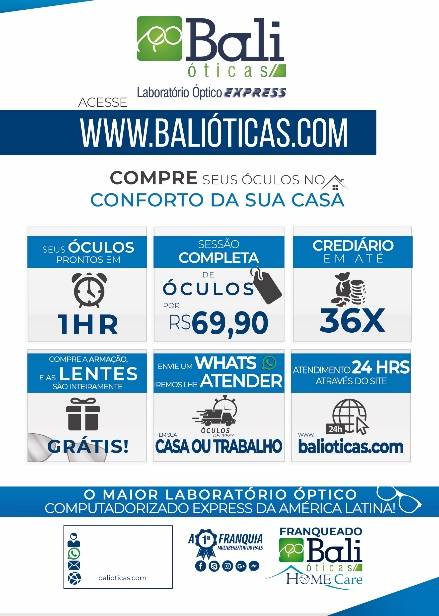 Bali
óticas
Laboratório Óptico EXPRESS
ACESSE
WWW.BALIÓTICAS.COM
COMPRE SEUS ÓCULOS NO
CONFORTO DA SUA CASA
SEUS ÓCULOS
PRONTOS EM
1HR
SESSÃO
COMPLETA
DE
ÓCULOS
POR
R$69,90
CREDIÁRIO
EM ATÉ
36X
COMPRE A ARMAÇÃO,
E AS LENTES
SÃO INTEIRAMENTE
GRÁTIS!
ENVIE UM WHATS
IREMOS LHE ATENDER
ÓCULOS
EM SUA
CASA OU TRABALHO
ATENDIMENTO 24 HRS
ATRAVÉS DO SITE
24h
WWW.
balioticas.com
O MAIOR LABORATÓRIO ÓPTICO
COMPUTADORIZADO EXPRESS DA AMÉRICA LATINA!
balioticas.com
A 1ª FRANQUIA
FRANQUEADO
Bali
óticas
HOME Care